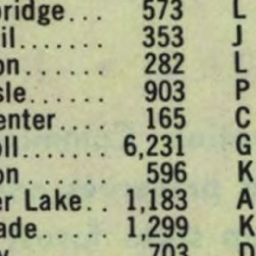 bridge... 573 L
il....... 353 J
on....... 282 L
sle...... 903 P
enter.... 165 C
oll...... 6,231 G
on....... 596 K
er Lake.. 1,183 A
ade..... 1,299 K
y....... 703 D